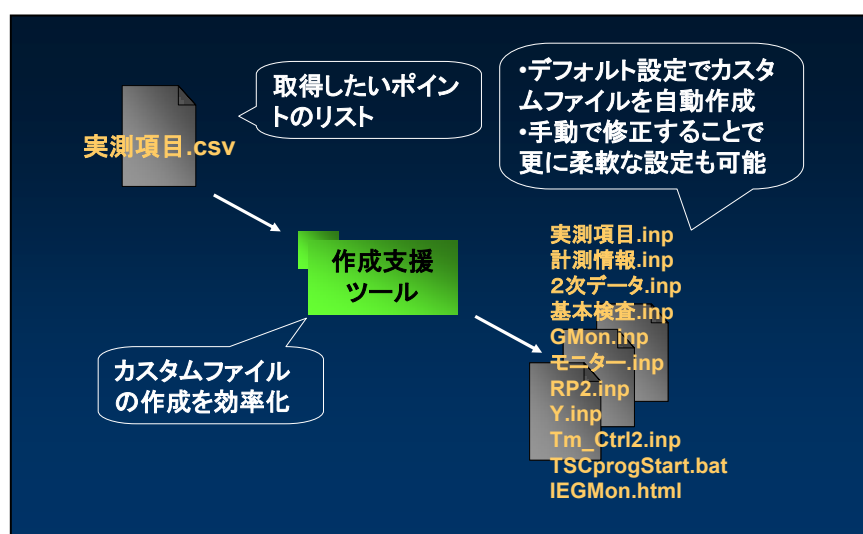 取得したいポイン
トのリスト
実測項目.csv
•デフォルト設定でカスタ
ムファイルを自動作成
•手動で修正することで
更に柔軟な設定も可能
作成支援
ツール
カスタムファイル
の作成を効率化
実測項目.inp
計測情報.inp
２次データ.inp
基本検査.inp
GMon.inp
モニター.inp
RP2.inp
Y.inp
Tm_Ctrl2.inp
TSCprogStart.bat
IEGMon.html